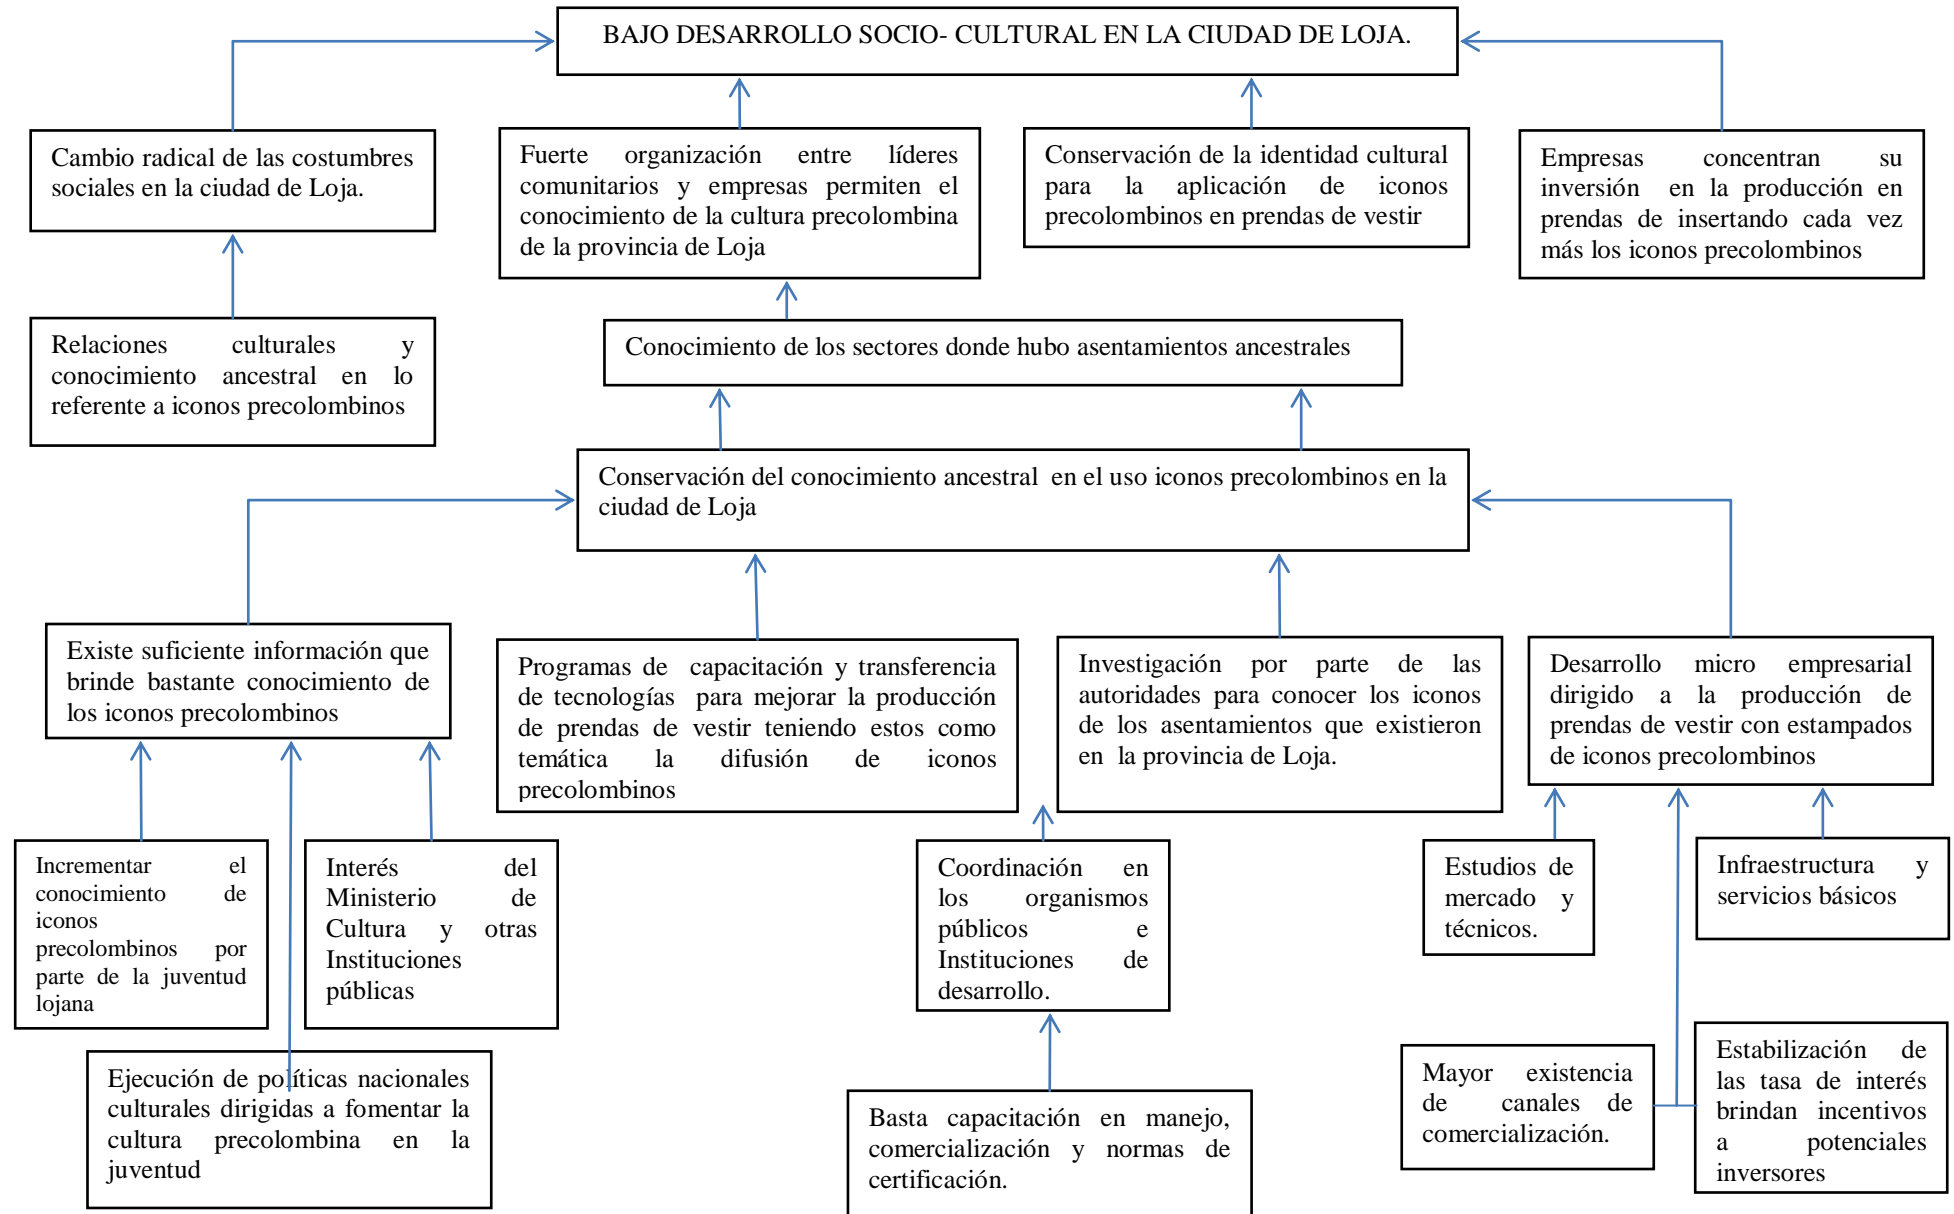 BAJO DESARROLLO SOCIO- CULTURAL EN LA CIUDAD DE LOJA.
Cambio radical de las costumbres
sociales en la ciudad de Loja.
Fuerte organización entre líderes
comunitarios y empresas permiten el
conocimiento de la cultura precolombina
de la provincia de Loja
Conservación de la identidad cultural
para la aplicación de iconos
precolombinos en prendas de vestir
Empresas concentran su
inversión en la producción en
prendas de insertando cada vez
más los iconos precolombinos
Relaciones culturales y
conocimiento ancestral en lo
referente a iconos precolombinos
Conocimiento de los sectores donde hubo asentamientos ancestrales
Conservación del conocimiento ancestral en el uso iconos precolombinos en la
ciudad de Loja
Existe suficiente información que
brinde bastante conocimiento de
los iconos precolombinos
Programas de capacitación y transferencia
de tecnologías para mejorar la producción
de prendas de vestir teniendo estos como
temática la difusión de iconos
precolombinos
Investigación por parte de las
autoridades para conocer los iconos
de los asentamientos que existieron
en la provincia de Loja.
Desarrollo micro empresarial
dirigido a la producción de
prendas de vestir con estampados
de iconos precolombinos
Incrementar el
conocimiento de
iconos
precolombinos por
parte de la juventud
lojana
Interés del
Ministerio de
Cultura y otras
Instituciones
públicas
Coordinación en
los organismos
públicos e
Instituciones de
desarrollo.
Estudios de
mercado y
técnicos.
Infraestructura y
servicios básicos
Ejecución de políticas nacionales
culturales dirigidas a fomentar la
cultura precolombina en la
juventud
Basta capacitación en manejo,
comercialización y normas de
certificación.
Mayor existencia
de canales de
comercialización.
Estabilización de
las tasa de interés
brindan incentivos
a potenciales
inversores